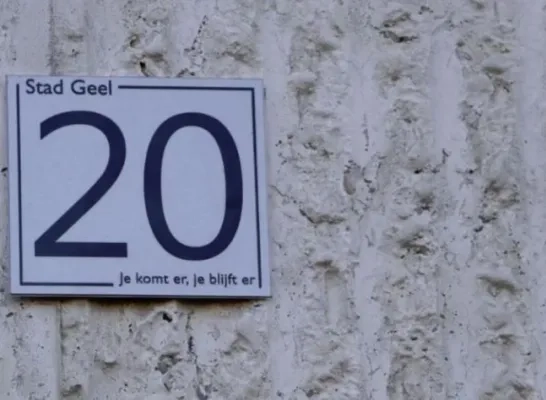 Stad Geel
20
Je komt er, je blijft er